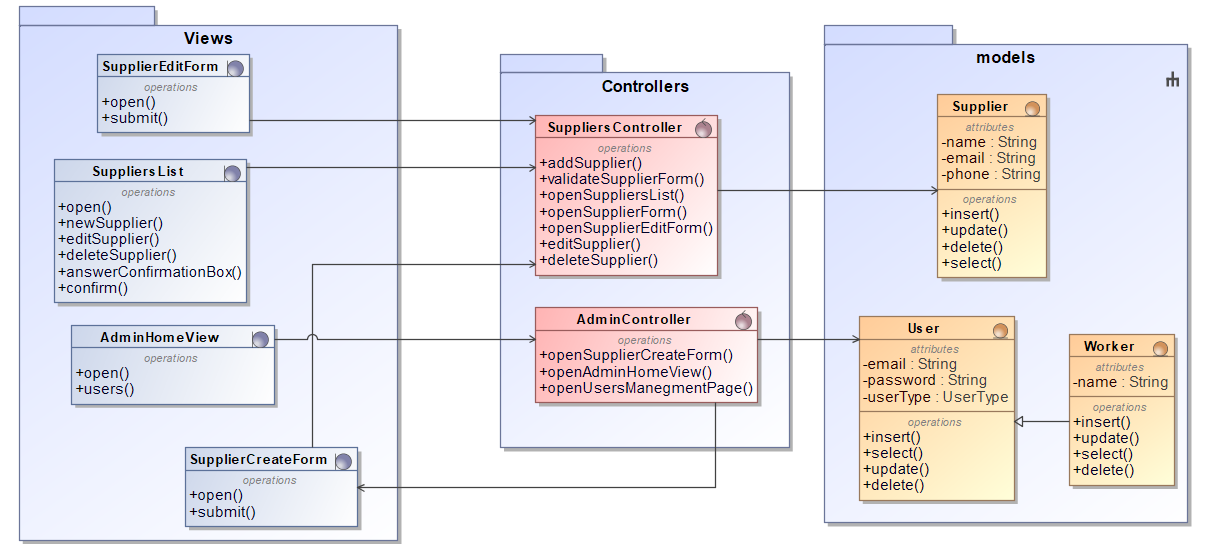 Views
SupplierEditForm
operations
+open()
+submit()
SuppliersList
operations
+open()
+newSupplier()
+editSupplier()
+deleteSupplier()
+answerConfirmationBox()
+confirm()
AdminHomeView
operations
+open()
+users()
SupplierCreateForm
operations
+open()
+submit()
Controllers
SuppliersController
operations
+addSupplier()
+validateSupplierForm()
+openSuppliersList()
+openSupplierForm()
+openSupplierEditForm()
+editSupplier()
+deleteSupplier()
AdminController
operations
+openSupplierCreateForm()
+openAdminHomeView()
+openUsersManegmentPage()
models
Supplier
attributes
-name : String
-email : String
-phone : String
operations
+insert()
+update()
+delete()
+select()
User
attributes
-email : String
-password : String
-userType : UserType
operations
+insert()
+select()
+update()
+delete()
Worker
attributes
-name : String
operations
+insert()
+update()
+select()
+delete()